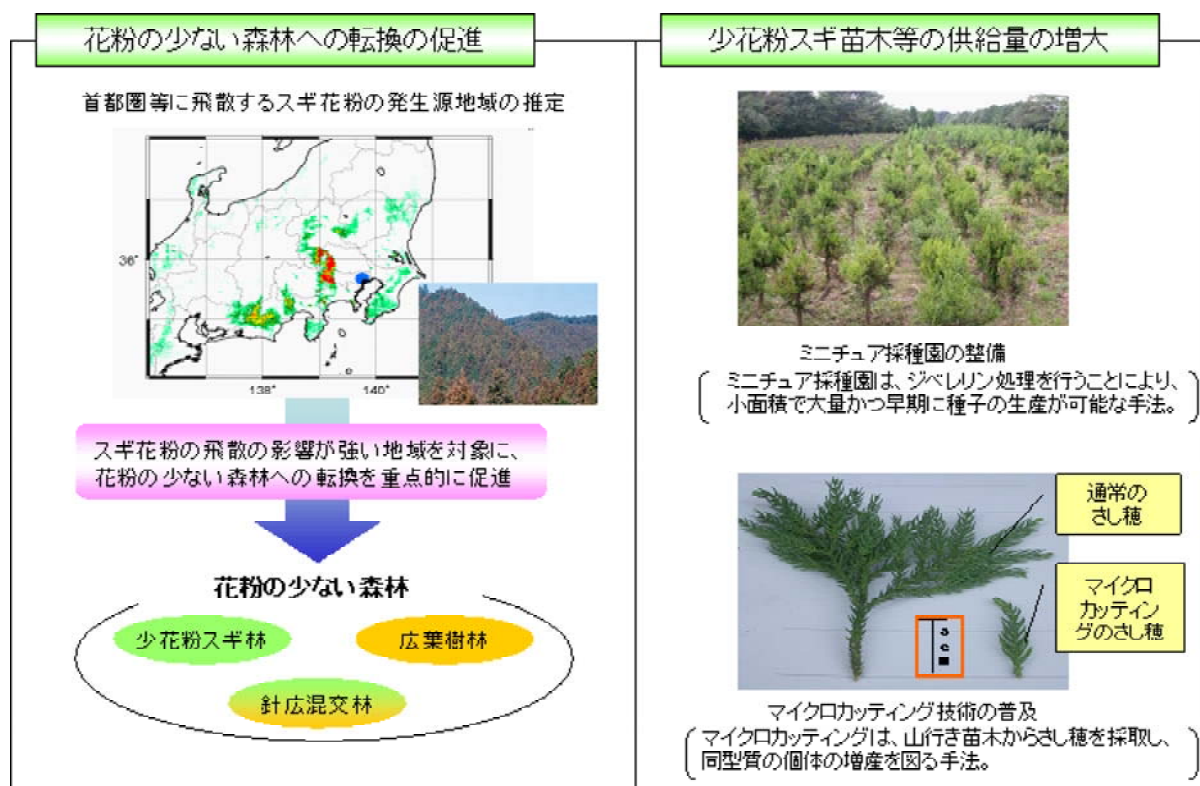 花粉の少ない森林への転換の促進
首都圏等に飛散するスギ花粉の発生源地域の推定
36°
138°
140°
スギ花粉の飛散の影響が強い地域を対象に、
花粉の少ない森林への転換を重点的に促進
花粉の少ない森林
少花粉スギ林
広葉樹林
針広混交林
少花粉スギ苗木等の供給量の増大
ミニチュア採種園の整備
ミニチュア採種園は、ジベレリン処理を行うことにより、
小面積で大量かつ早期に種子の生産が可能な手法。
通常の
さし穂
マイクロ
カッティン
グのさし穂
マイクロカッティング技術の普及
マイクロカッティングは、山行き苗木からさし穂を採取し、
同型質の個体の増産を図る手法。